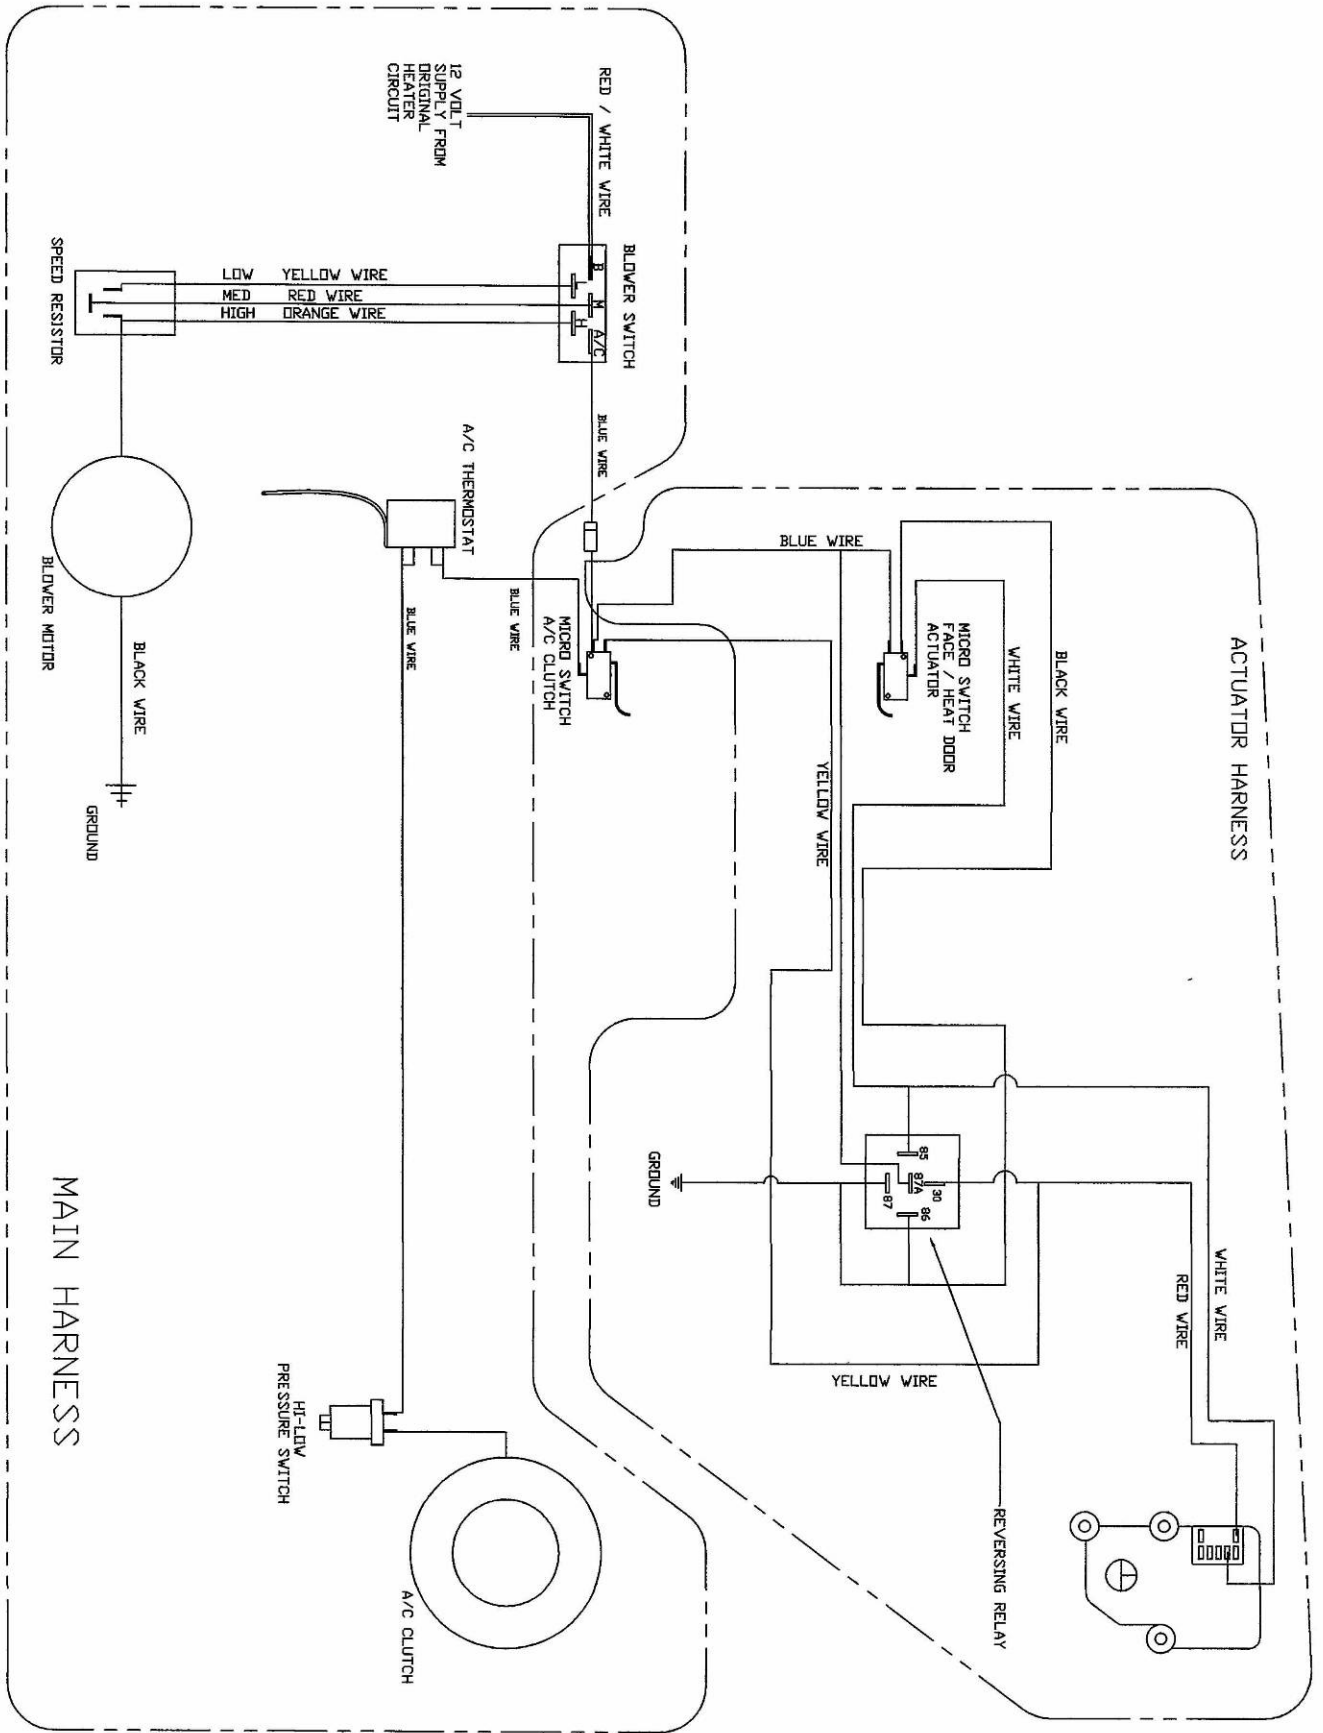 ACTUATOR HARNESS
BLACK WIRE
WHITE WIRE
MICRO SWITCH
FACE / HEAT DOOR
ACTUATOR
BLUE WIRE
YELLOW WIRE
WHITE WIRE
RED WIRE
85
30
87A
86
87
GROUND
YELLOW WIRE
REVERSING RELAY
RED / WHITE WIRE
BLOWER SWITCH
B
L
M
H
A/C
BLUE WIRE
12 VOLT
SUPPLY FROM
ORIGINAL
HEATER
CIRCUIT
MICRO SWITCH
A/C CLUTCH
BLUE WIRE
A/C THERMOSTAT
BLUE WIRE
LOW YELLOW WIRE
MED RED WIRE
HIGH ORANGE WIRE
SPEED RESISTOR
BLOWER MOTOR
BLACK WIRE
GROUND
HI-LOW
PRESSURE SWITCH
A/C CLUTCH
MAIN HARNESS